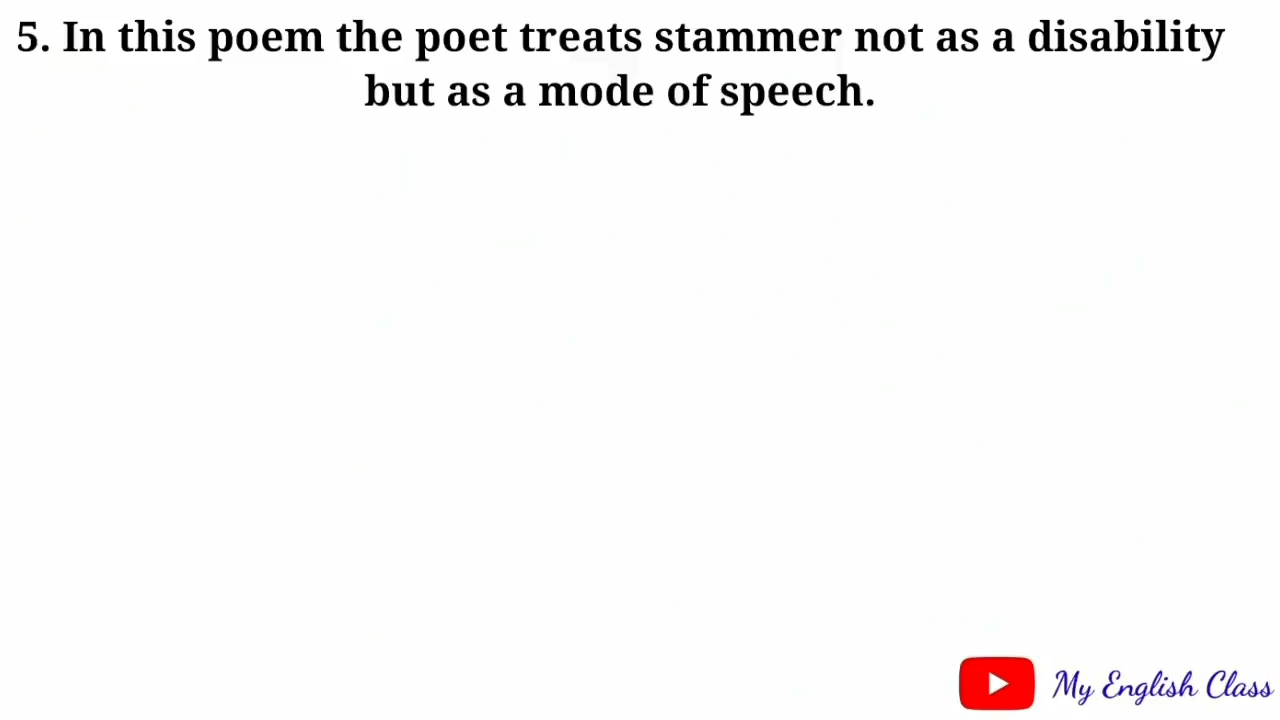 5. In this poem the poet treats stammer not as a disability
but as a mode of speech.
My English Class